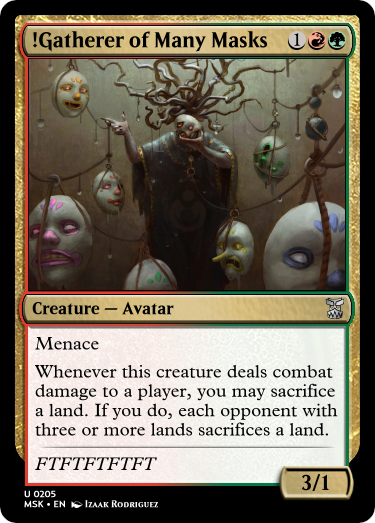 !Gatherer of Many Masks 1
Creature — Avatar
Menace
Whenever this creature deals combat
damage to a player, you may sacrifice
a land. If you do, each opponent with
three or more lands sacrifices a land.
FTFTFTFTFT
3/1
U 0205
MSK • EN Izaak Rodriguez